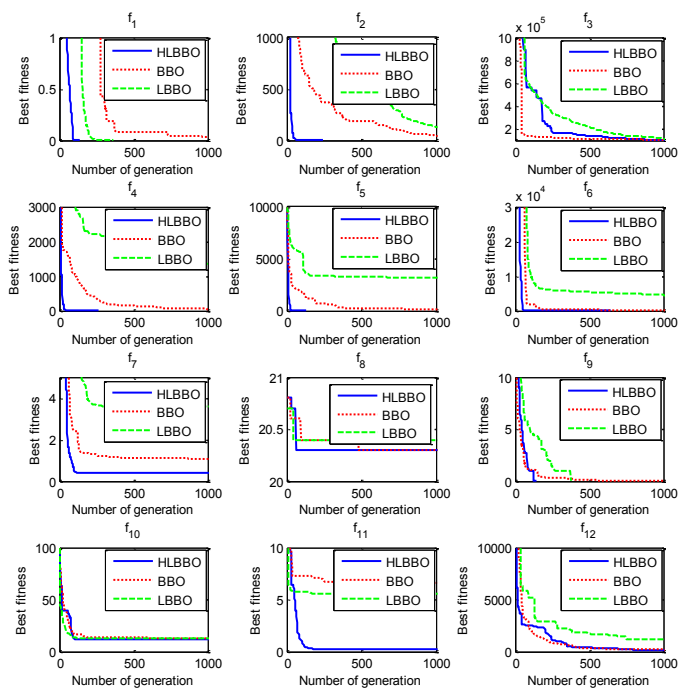 f1
f2
f3
1
0.5
0
Best fitness
0
500
1000
Number of generation
HLBBO
BBO
LBBO
1000
500
0
Best fitness
0
500
1000
Number of generation
HLBBO
BBO
LBBO
x 10^5
10
8
6
4
2
Best fitness
0
500
1000
Number of generation
HLBBO
BBO
LBBO
f4
f5
f6
3000
2000
1000
0
Best fitness
0
500
1000
Number of generation
HLBBO
BBO
LBBO
10000
5000
0
Best fitness
0
500
1000
Number of generation
HLBBO
BBO
LBBO
x 10^4
3
2
1
0
Best fitness
0
500
1000
Number of generation
HLBBO
BBO
LBBO
f7
f8
f9
4
2
0
Best fitness
0
500
1000
Number of generation
HLBBO
BBO
LBBO
21
20.5
20
Best fitness
0
500
1000
Number of generation
HLBBO
BBO
LBBO
10
5
0
Best fitness
0
500
1000
Number of generation
HLBBO
BBO
LBBO
f10
f11
f12
100
50
0
Best fitness
0
500
1000
Number of generation
HLBBO
BBO
LBBO
10
5
0
Best fitness
0
500
1000
Number of generation
HLBBO
BBO
LBBO
10000
5000
0
Best fitness
0
500
1000
Number of generation
HLBBO
BBO
LBBO